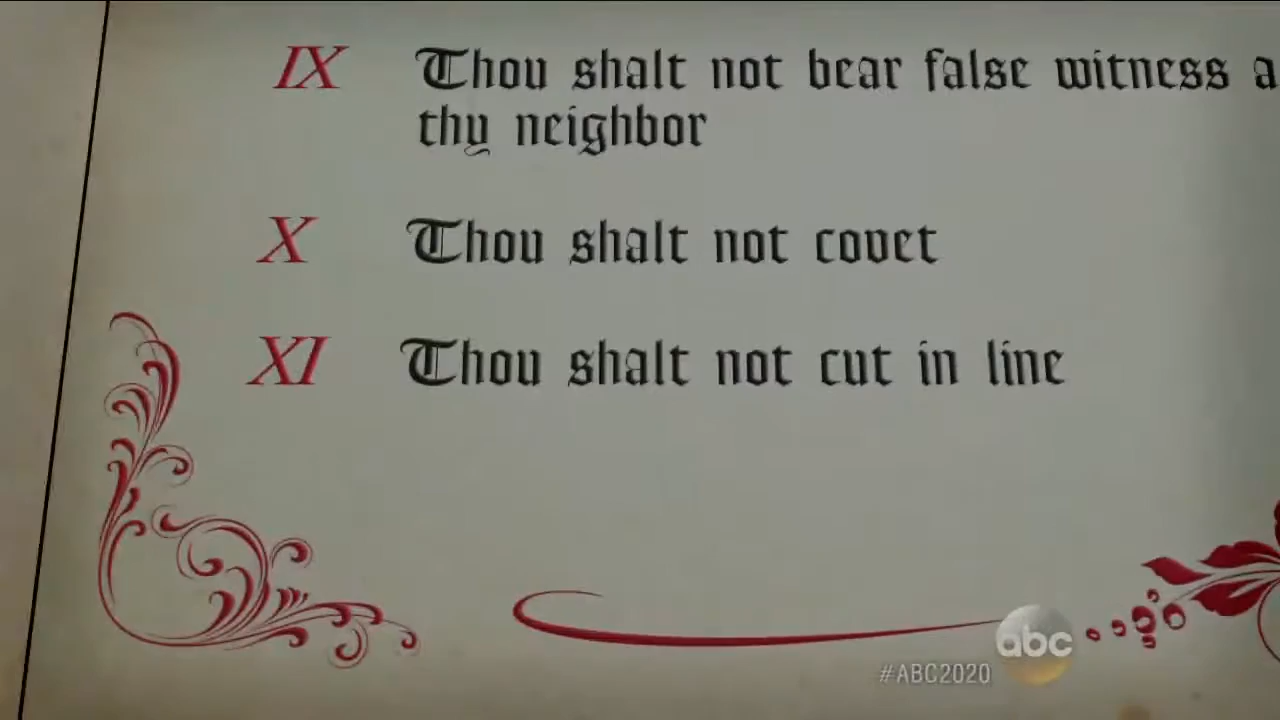 IX Thou shalt not bear false witness a
thy neighbor
X Thou shalt not covet
XI Thou shalt not cut in line
abc
#ABC2020